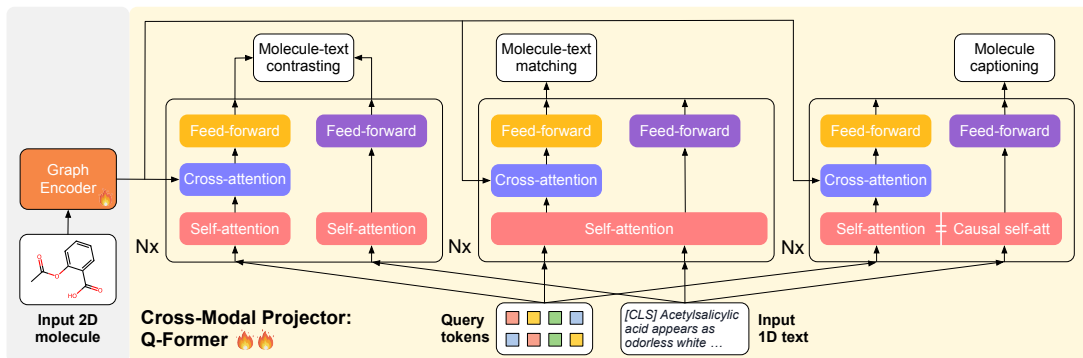 Molecule-text
contrasting
Molecule-text
matching
Molecule
captioning
Feed-forward
Feed-forward
Feed-forward
Feed-forward
Feed-forward
Feed-forward
Graph
Encoder
Cross-attention
Cross-attention
Cross-attention
Self-attention
Self-attention
Self-attention
Self-attention = Causal self-att
Nx
Nx
Nx
O
O
O
HO
Input 2D
molecule
Cross-Modal Projector:
Q-Former
Query
tokens
[CLS] Acetylsalicylic
acid appears as
odorless white ...
Input
1D text